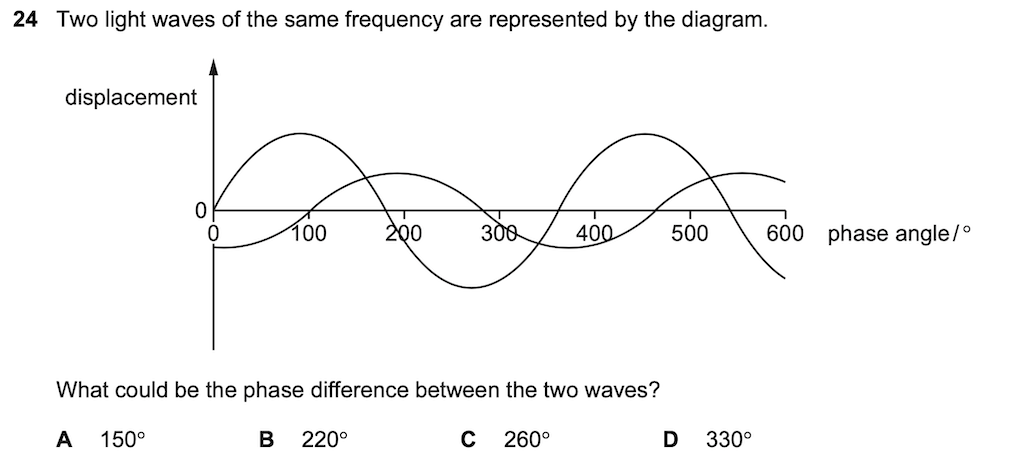 24 Two light waves of the same frequency are represented by the diagram.
displacement
0
0 100 200 300 400 500 600 phase angle / °
What could be the phase difference between the two waves?
A 150° B 220° C 260° D 330°